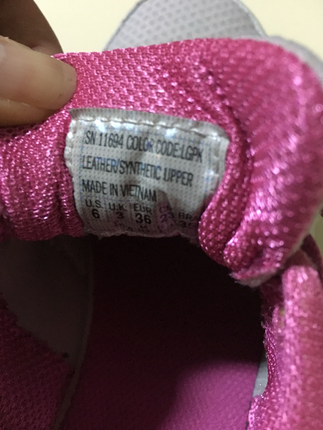 SN 11694 COLOR CODE:LGPK
LEATHER/SYNTHETIC UPPER
MADE IN VIETNAM
U.S. U.K. EUR
6 3 36